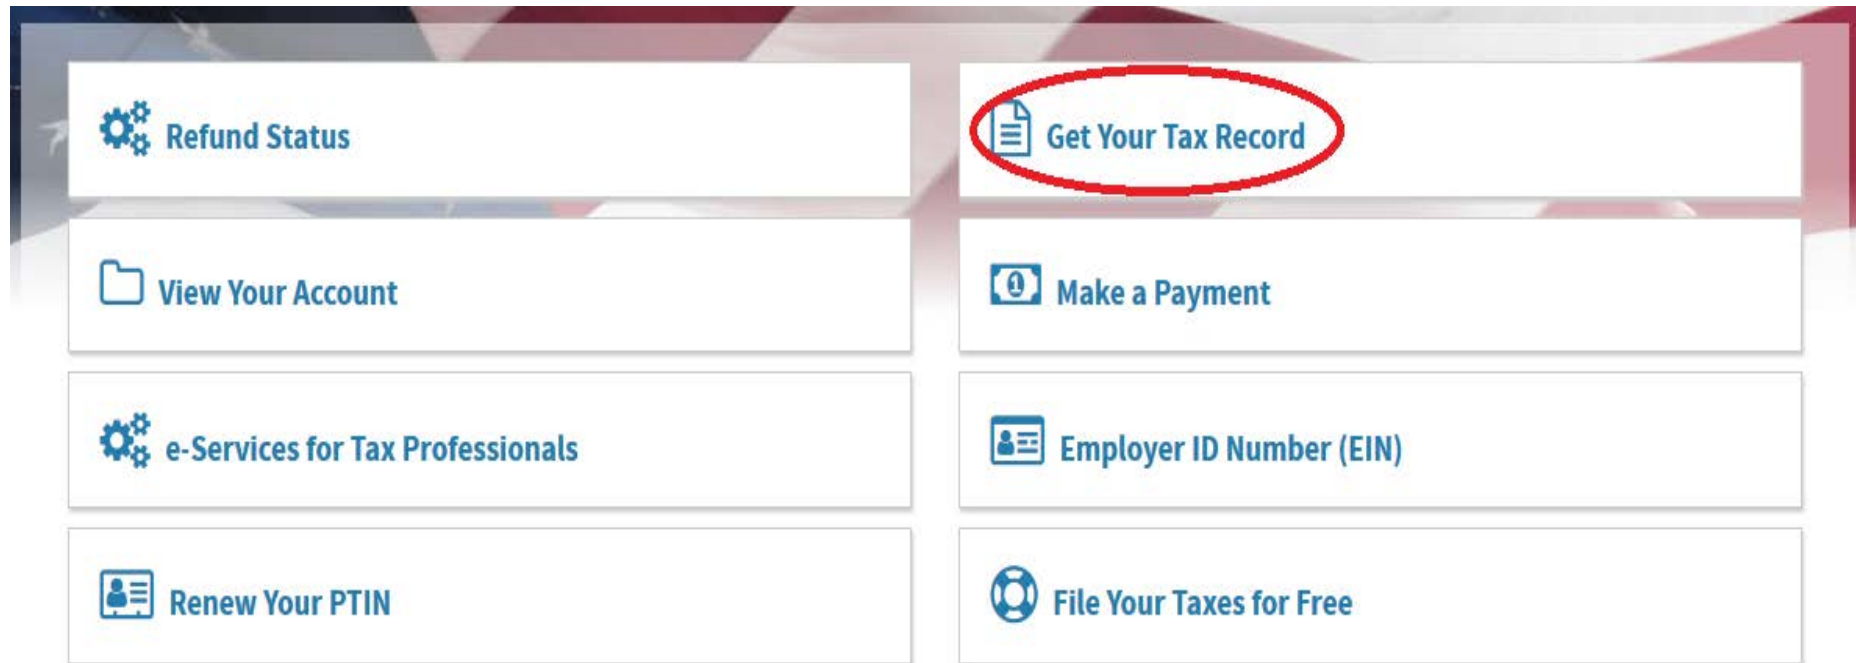 Refund Status
Get Your Tax Record
View Your Account
Make a Payment
e-Services for Tax Professionals
Employer ID Number (EIN)
Renew Your PTIN
File Your Taxes for Free